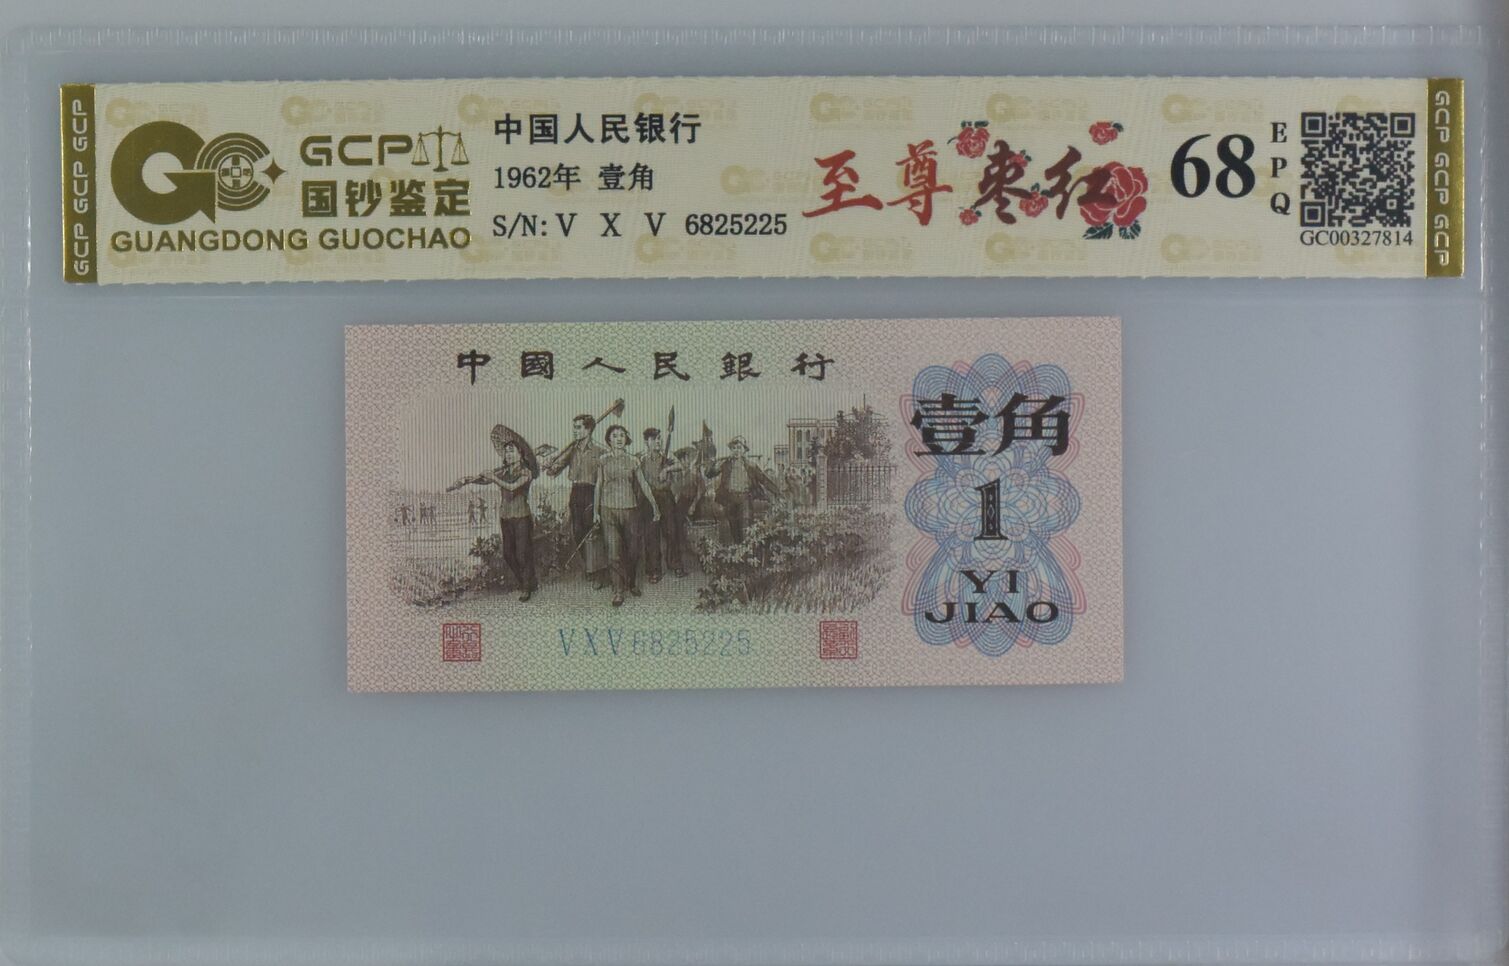 GCP
国钞鉴定
GUANGDONG GUOCHAO
中国人民银行
1962年 壹角
S/N: V X V 6825225
至尊枣红
68
EPQ
GC00327814
GCP GCP GCP
GCP GCP GCP
中國人民銀行
壹角
1
YI
JIAO
VXV6825225